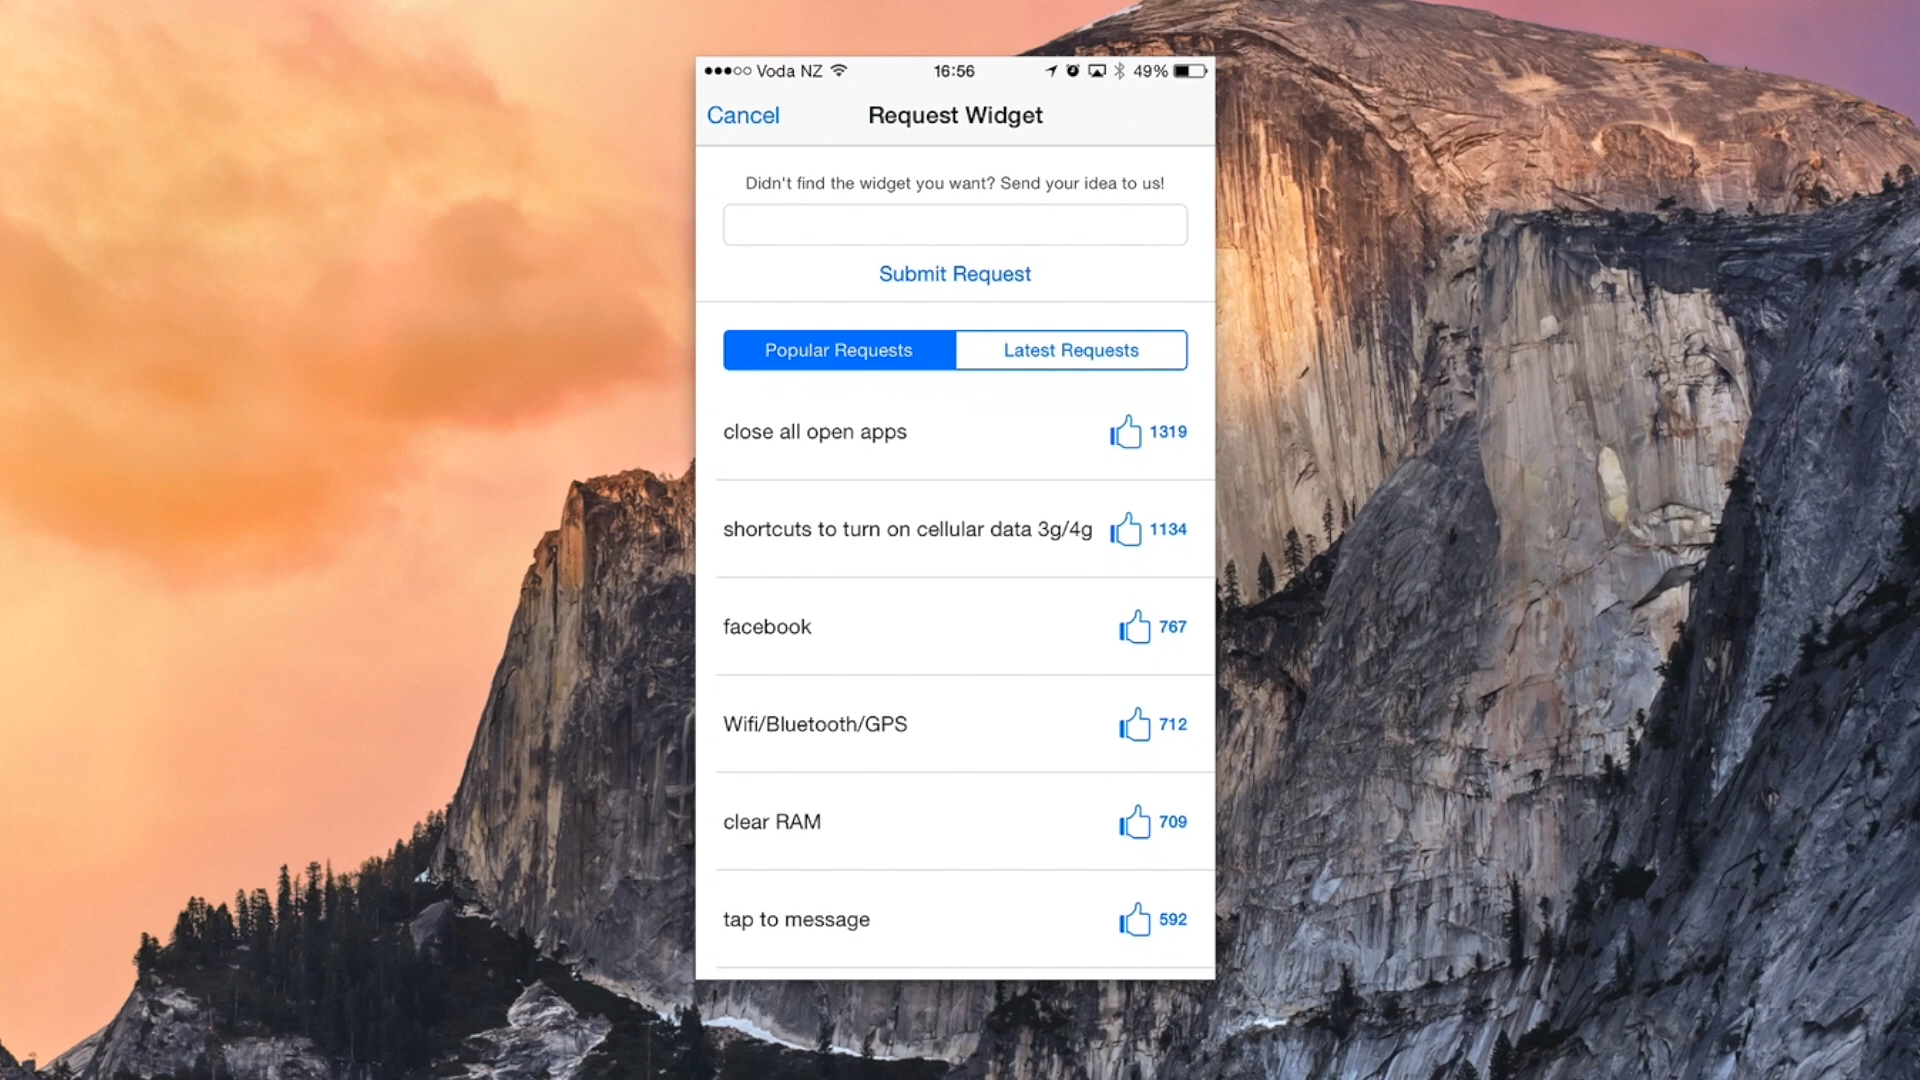 Voda NZ 16:56 49%
Cancel Request Widget
Didn't find the widget you want? Send your idea to us!
Submit Request
Popular Requests Latest Requests
close all open apps 1319
shortcuts to turn on cellular data 3g/4g 1134
facebook 767
Wifi/Bluetooth/GPS 712
clear RAM 709
tap to message 592